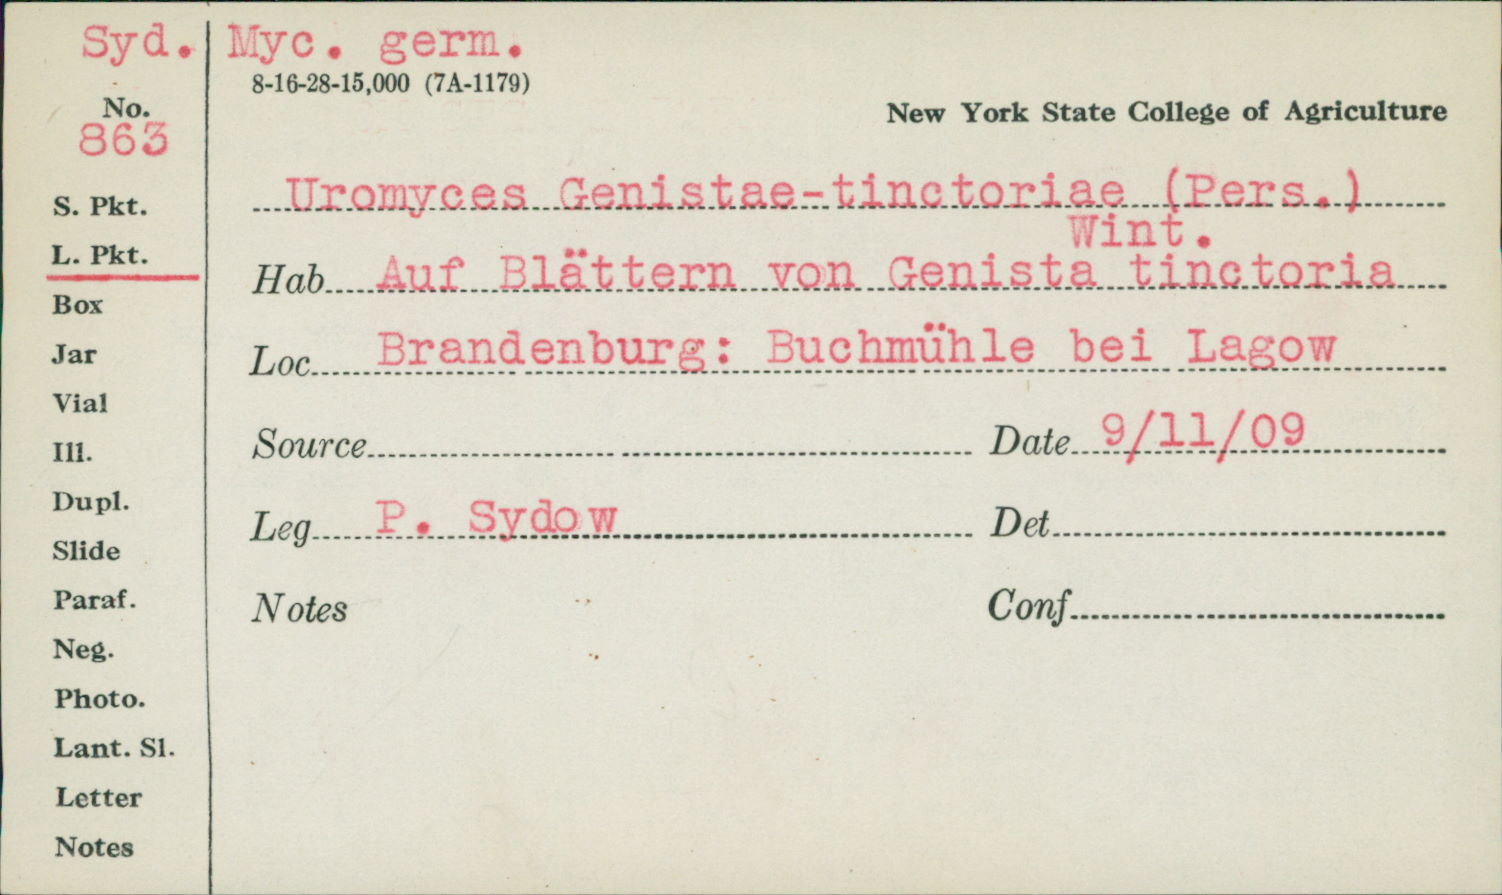 Syd. Myc. germ.
8-16-28-15,000 (7A-1179)
No.
863
New York State College of Agriculture
S. Pkt.
L. Pkt.
Box
Jar
Vial
Ill.
Dupl.
Slide
Paraf.
Neg.
Photo.
Lant. Sl.
Letter
Notes
Uromyces Genistae-tinctoriae (Pers.)
Wint.
Hab Auf Blättern von Genista tinctoria
Loc Brandenburg: Buchmühle bei Lagow
Source Date 9/11/09
Leg P. Sydow Det
Notes Conf